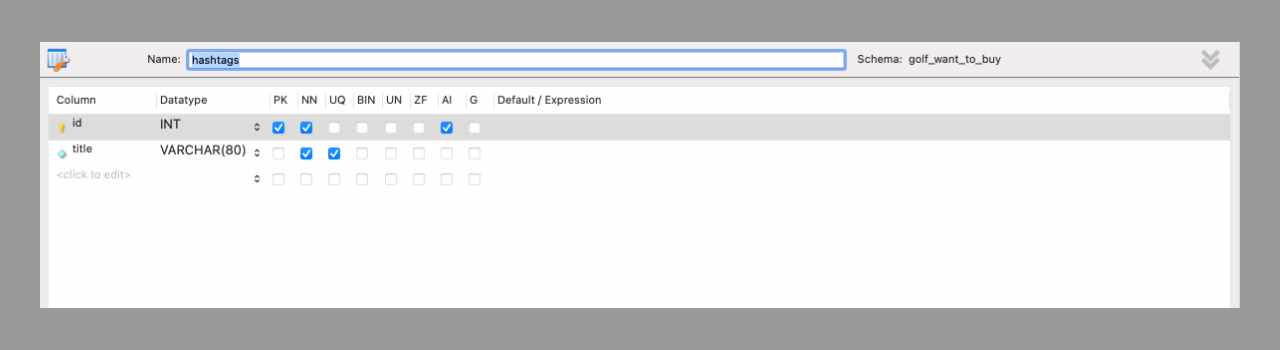 Name: hashtags Schema: golf_want_to_buy
Column Datatype PK NN UQ BIN UN ZF AI G Default / Expression
id INT
title VARCHAR(80)
<click to edit>